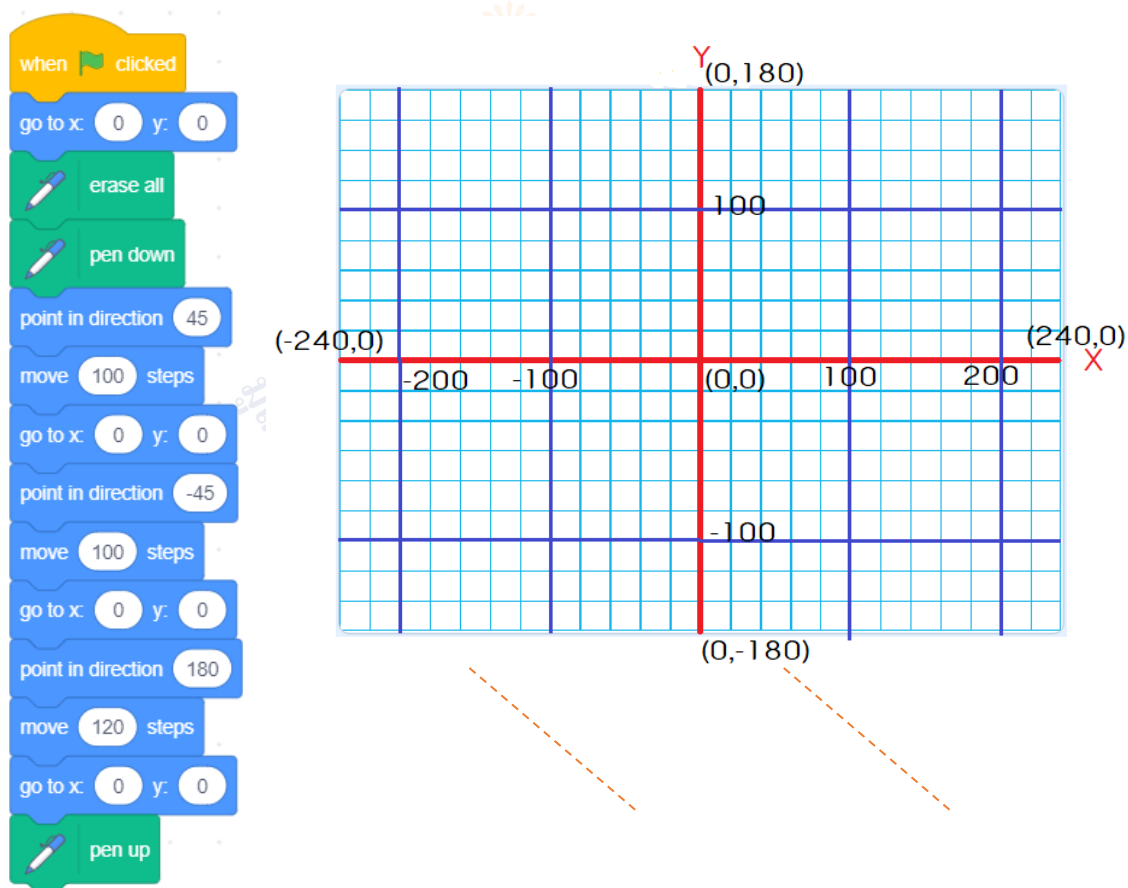 when clicked
go to x: 0 y: 0
erase all
pen down
point in direction 45
move 100 steps
go to x: 0 y: 0
point in direction -45
move 100 steps
go to x: 0 y: 0
point in direction 180
move 120 steps
go to x: 0 y: 0
pen up
Y
(0,180)
100
(-240,0)
(240,0)
X
-200
-100
(0,0)
100
200
-100
(0,-180)